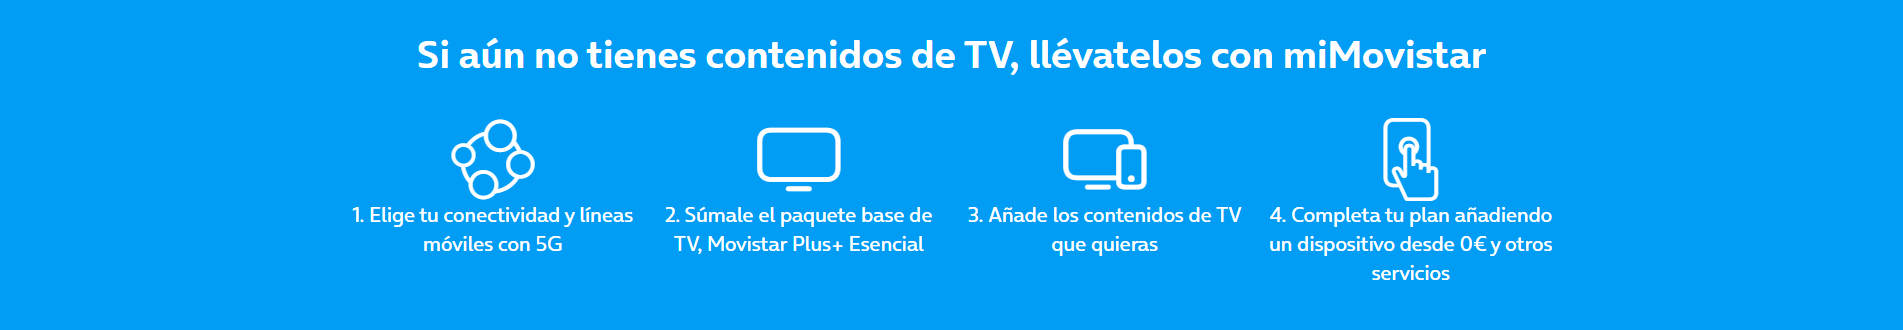 Si aún no tienes contenidos de TV, llévatelos con miMovistar
1. Elige tu conectividad y líneas
móviles con 5G
2. Súmale el paquete base de
TV, Movistar Plus+ Esencial
3. Añade los contenidos de TV
que quieras
4. Completa tu plan añadiendo
un dispositivo desde 0€ y otros
servicios